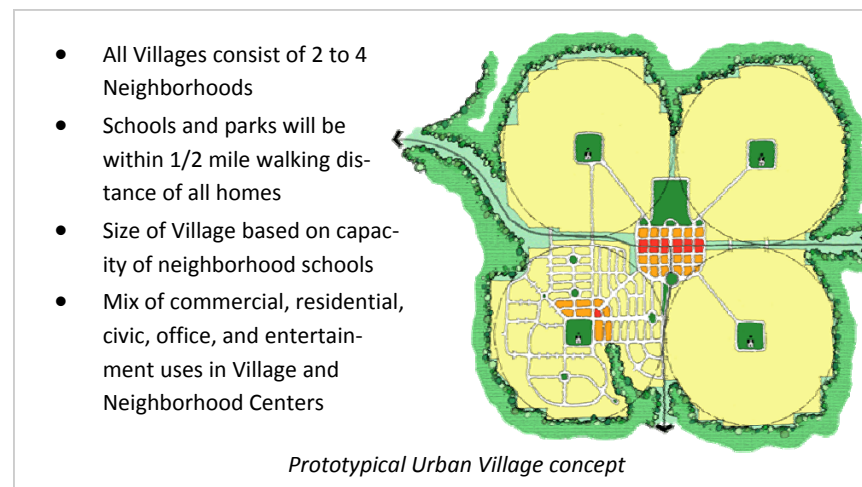 • All Villages consist of 2 to 4
Neighborhoods
• Schools and parks will be
within 1/2 mile walking dis-
tance of all homes
• Size of Village based on capac-
ity of neighborhood schools
• Mix of commercial, residential,
civic, office, and entertain-
ment uses in Village and
Neighborhood Centers
Prototypical Urban Village concept